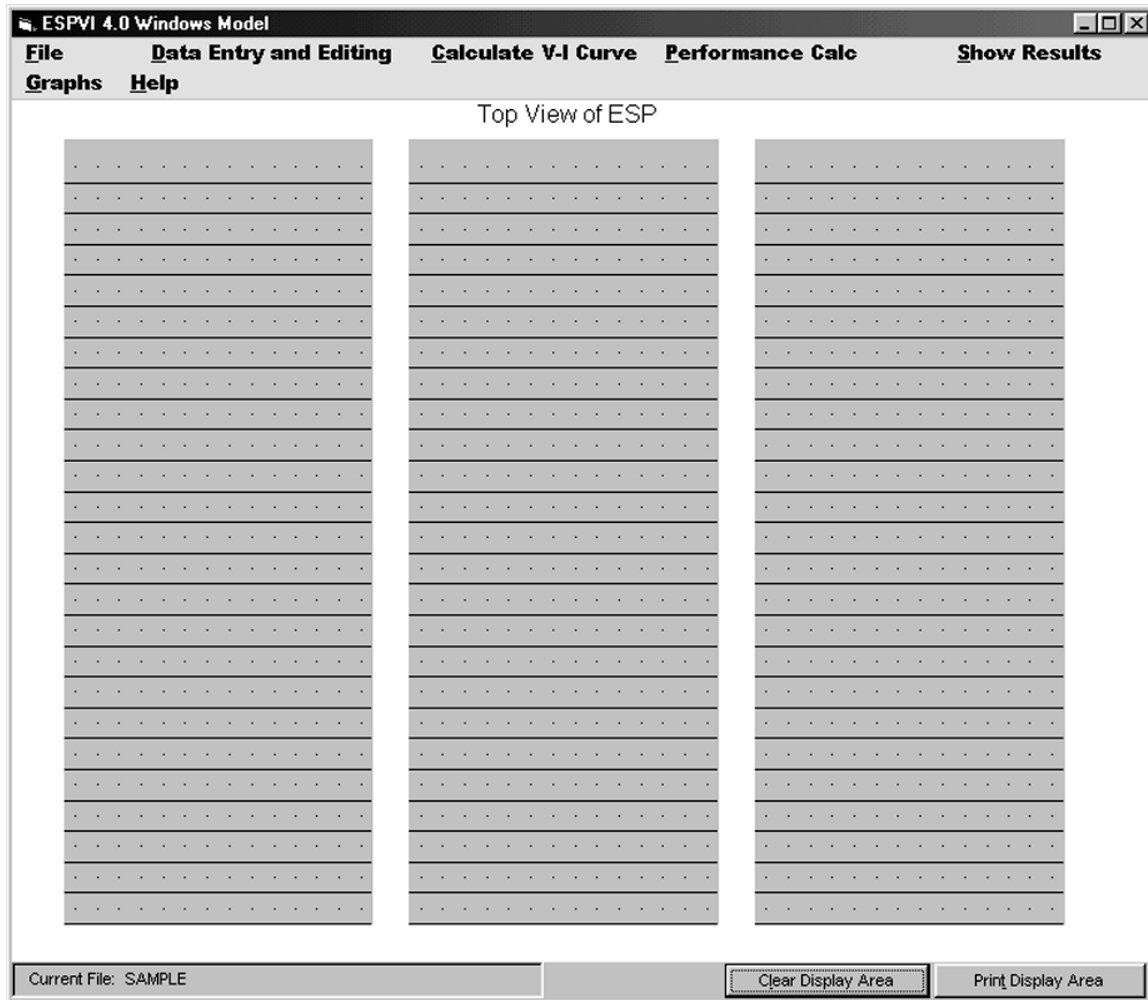 ESPVI 4.0 Windows Model
File Data Entry and Editing Calculate V-I Curve Performance Calc Show Results
Graphs Help
Top View of ESP
Current File: SAMPLE Clear Display Area Print Display Area